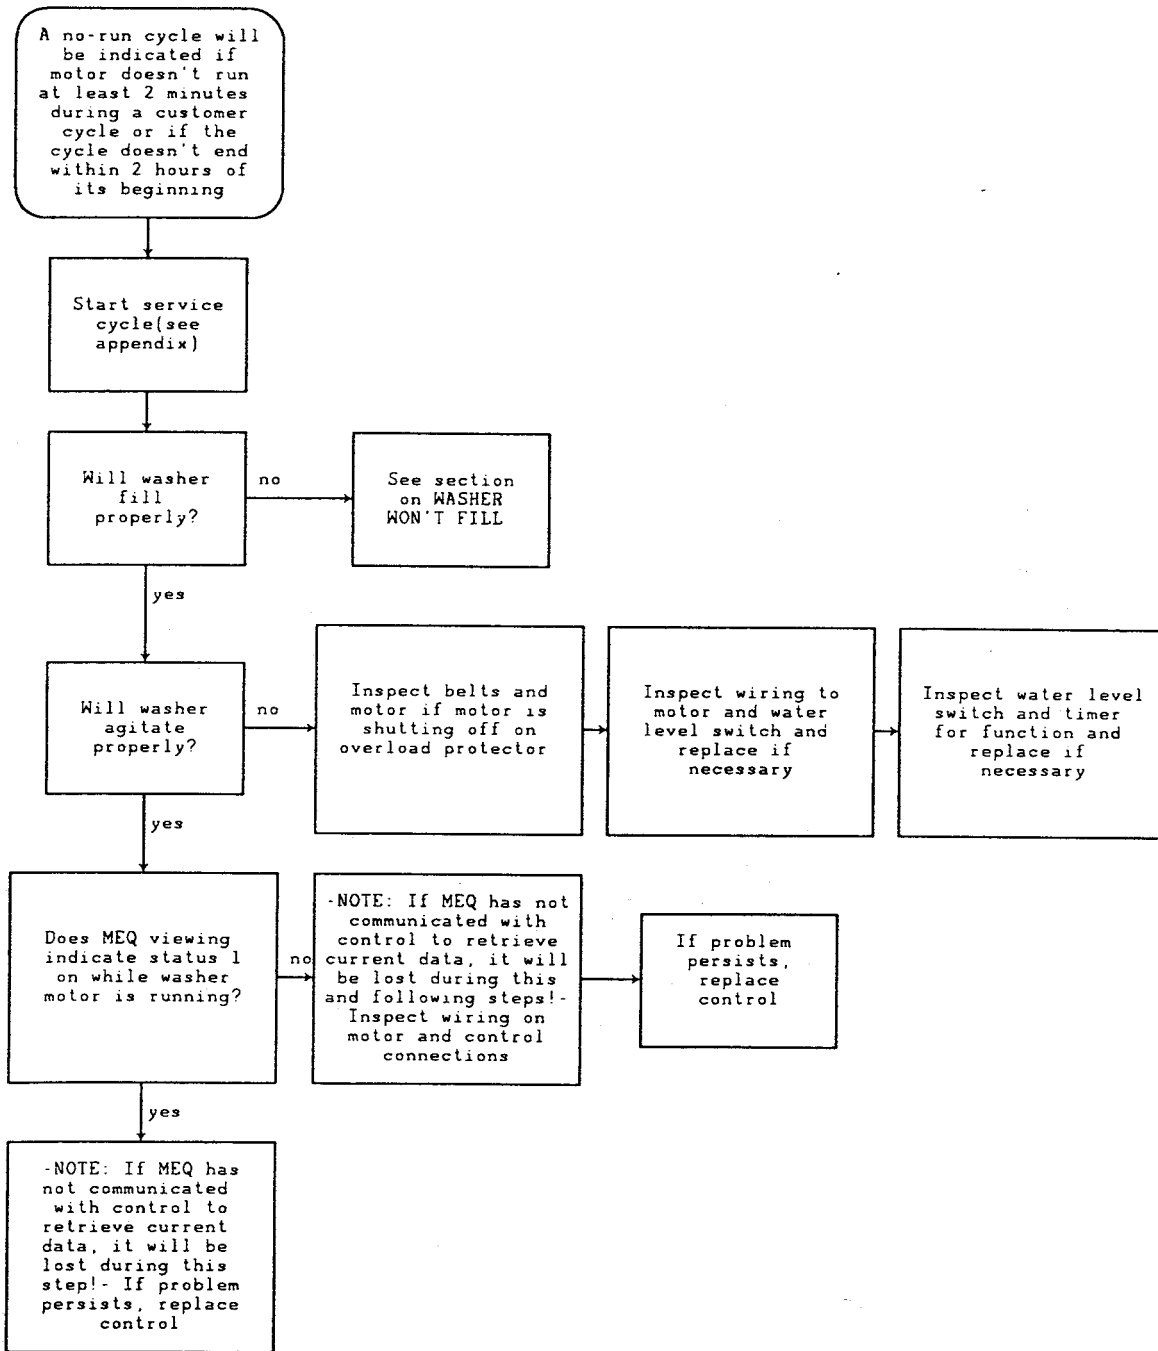 A no-run cycle will
be indicated if
motor doesn't run
at least 2 minutes
during a customer
cycle or if the
cycle doesn't end
within 2 hours of
its beginning
Start service
cycle(see
appendix)
Will washer
fill
properly?
no
See section
on WASHER
WON'T FILL
yes
Will washer
agitate
properly?
no
Inspect belts and
motor if motor is
shutting off on
overload protector
Inspect wiring to
motor and water
level switch and
replace if
necessary
Inspect water level
switch and timer
for function and
replace if
necessary
yes
Does MEQ viewing
indicate status 1
on while washer
motor is running?
no
-NOTE: If MEQ has not
communicated with
control to retrieve
current data, it will
be lost during this
and following steps!-
Inspect wiring on
motor and control
connections
If problem
persists,
replace
control
yes
-NOTE: If MEQ has
not communicated
with control to
retrieve current
data, it will be
lost during this
step!- If problem
persists, replace
control